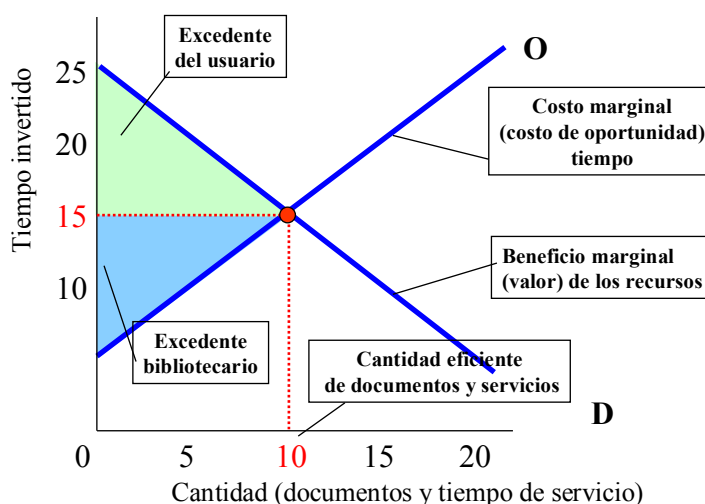 Excedente
del usuario
O
25
Costo marginal
(costo de oportunidad)
tiempo
20
Tiempo invertido
15
Beneficio marginal
(valor) de los recursos
10
Excedente
bibliotecario
Cantidad eficiente
de documentos y servicios
D
0
5
10
15
20
Cantidad (documentos y tiempo de servicio)